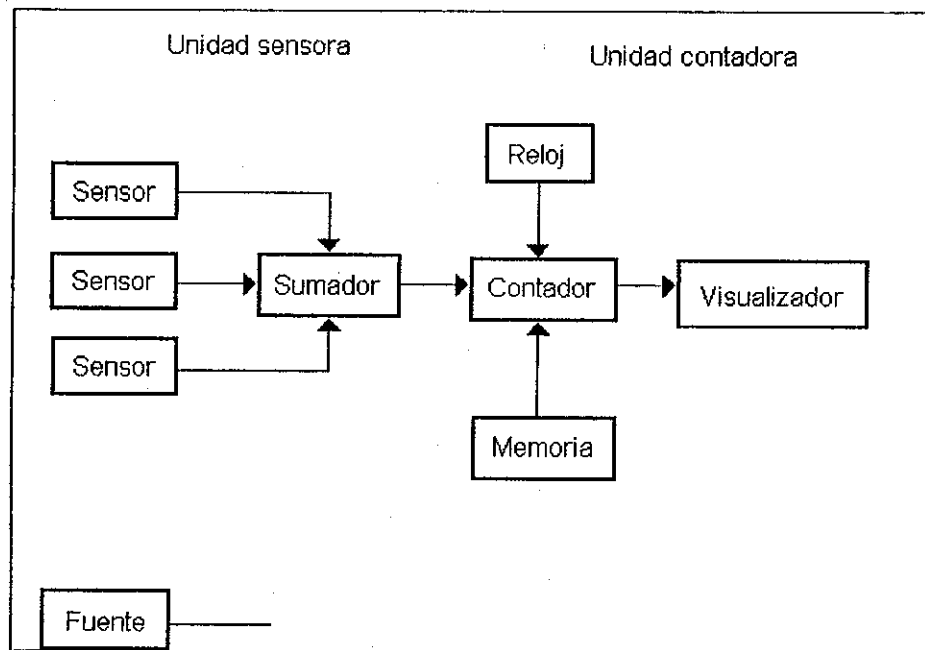 Unidad sensora
Unidad contadora
Reloj
Sensor
Sensor
Sumador
Contador
Visualizador
Sensor
Memoria
Fuente